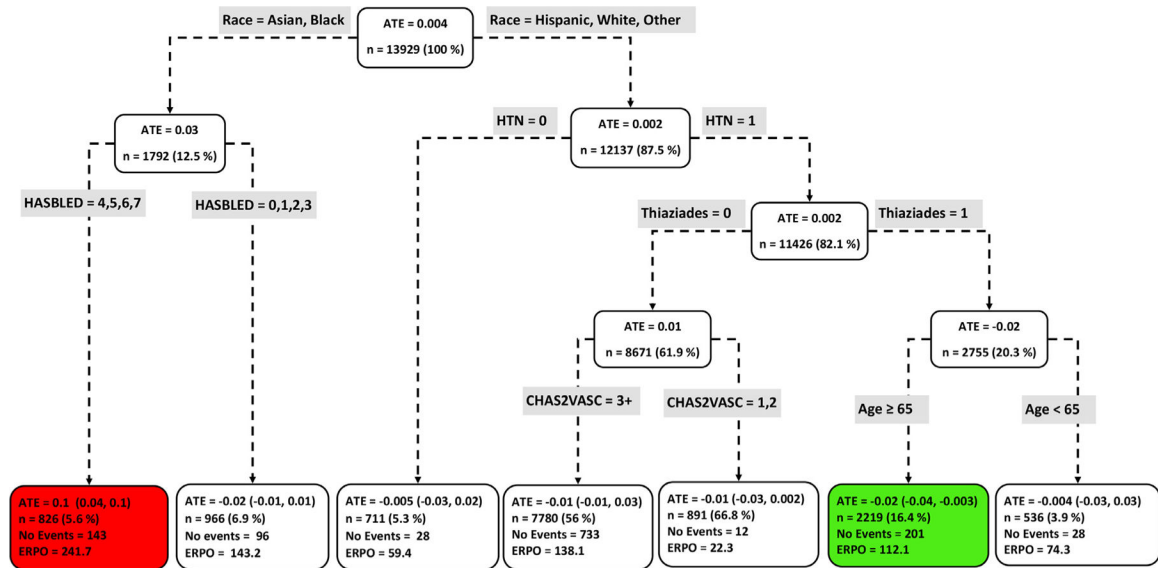 Race = Asian, Black
ATE = 0.004
n = 13929 (100 %)
Race = Hispanic, White, Other
ATE = 0.03
n = 1792 (12.5 %)
HTN = 0
ATE = 0.002
n = 12137 (87.5 %)
HTN = 1
HASBLED = 4,5,6,7
HASBLED = 0,1,2,3
Thiaziades = 0
ATE = 0.002
n = 11426 (82.1 %)
Thiaziades = 1
ATE = 0.01
n = 8671 (61.9 %)
ATE = -0.02
n = 2755 (20.3 %)
CHAS2VASC = 3+
CHAS2VASC = 1,2
Age ≥ 65
Age < 65
ATE = 0.1 (0.04, 0.1)
n = 826 (5.6 %)
No Events = 143
ERPO = 241.7
ATE = -0.02 (-0.01, 0.01)
n = 966 (6.9 %)
No events = 96
ERPO = 143.2
ATE = -0.005 (-0.03, 0.02)
n = 711 (5.3 %)
No Events = 28
ERPO = 59.4
ATE = -0.01 (-0.01, 0.03)
n = 7780 (56 %)
No Events = 733
ERPO = 138.1
ATE = -0.01 (-0.03, 0.002)
n = 891 (66.8 %)
No Events = 12
ERPO = 22.3
ATE = -0.02 (-0.04, -0.003)
n = 2219 (16.4 %)
No Events = 201
ERPO = 112.1
ATE = -0.004 (-0.03, 0.03)
n = 536 (3.9 %)
No Events = 28
ERPO = 74.3